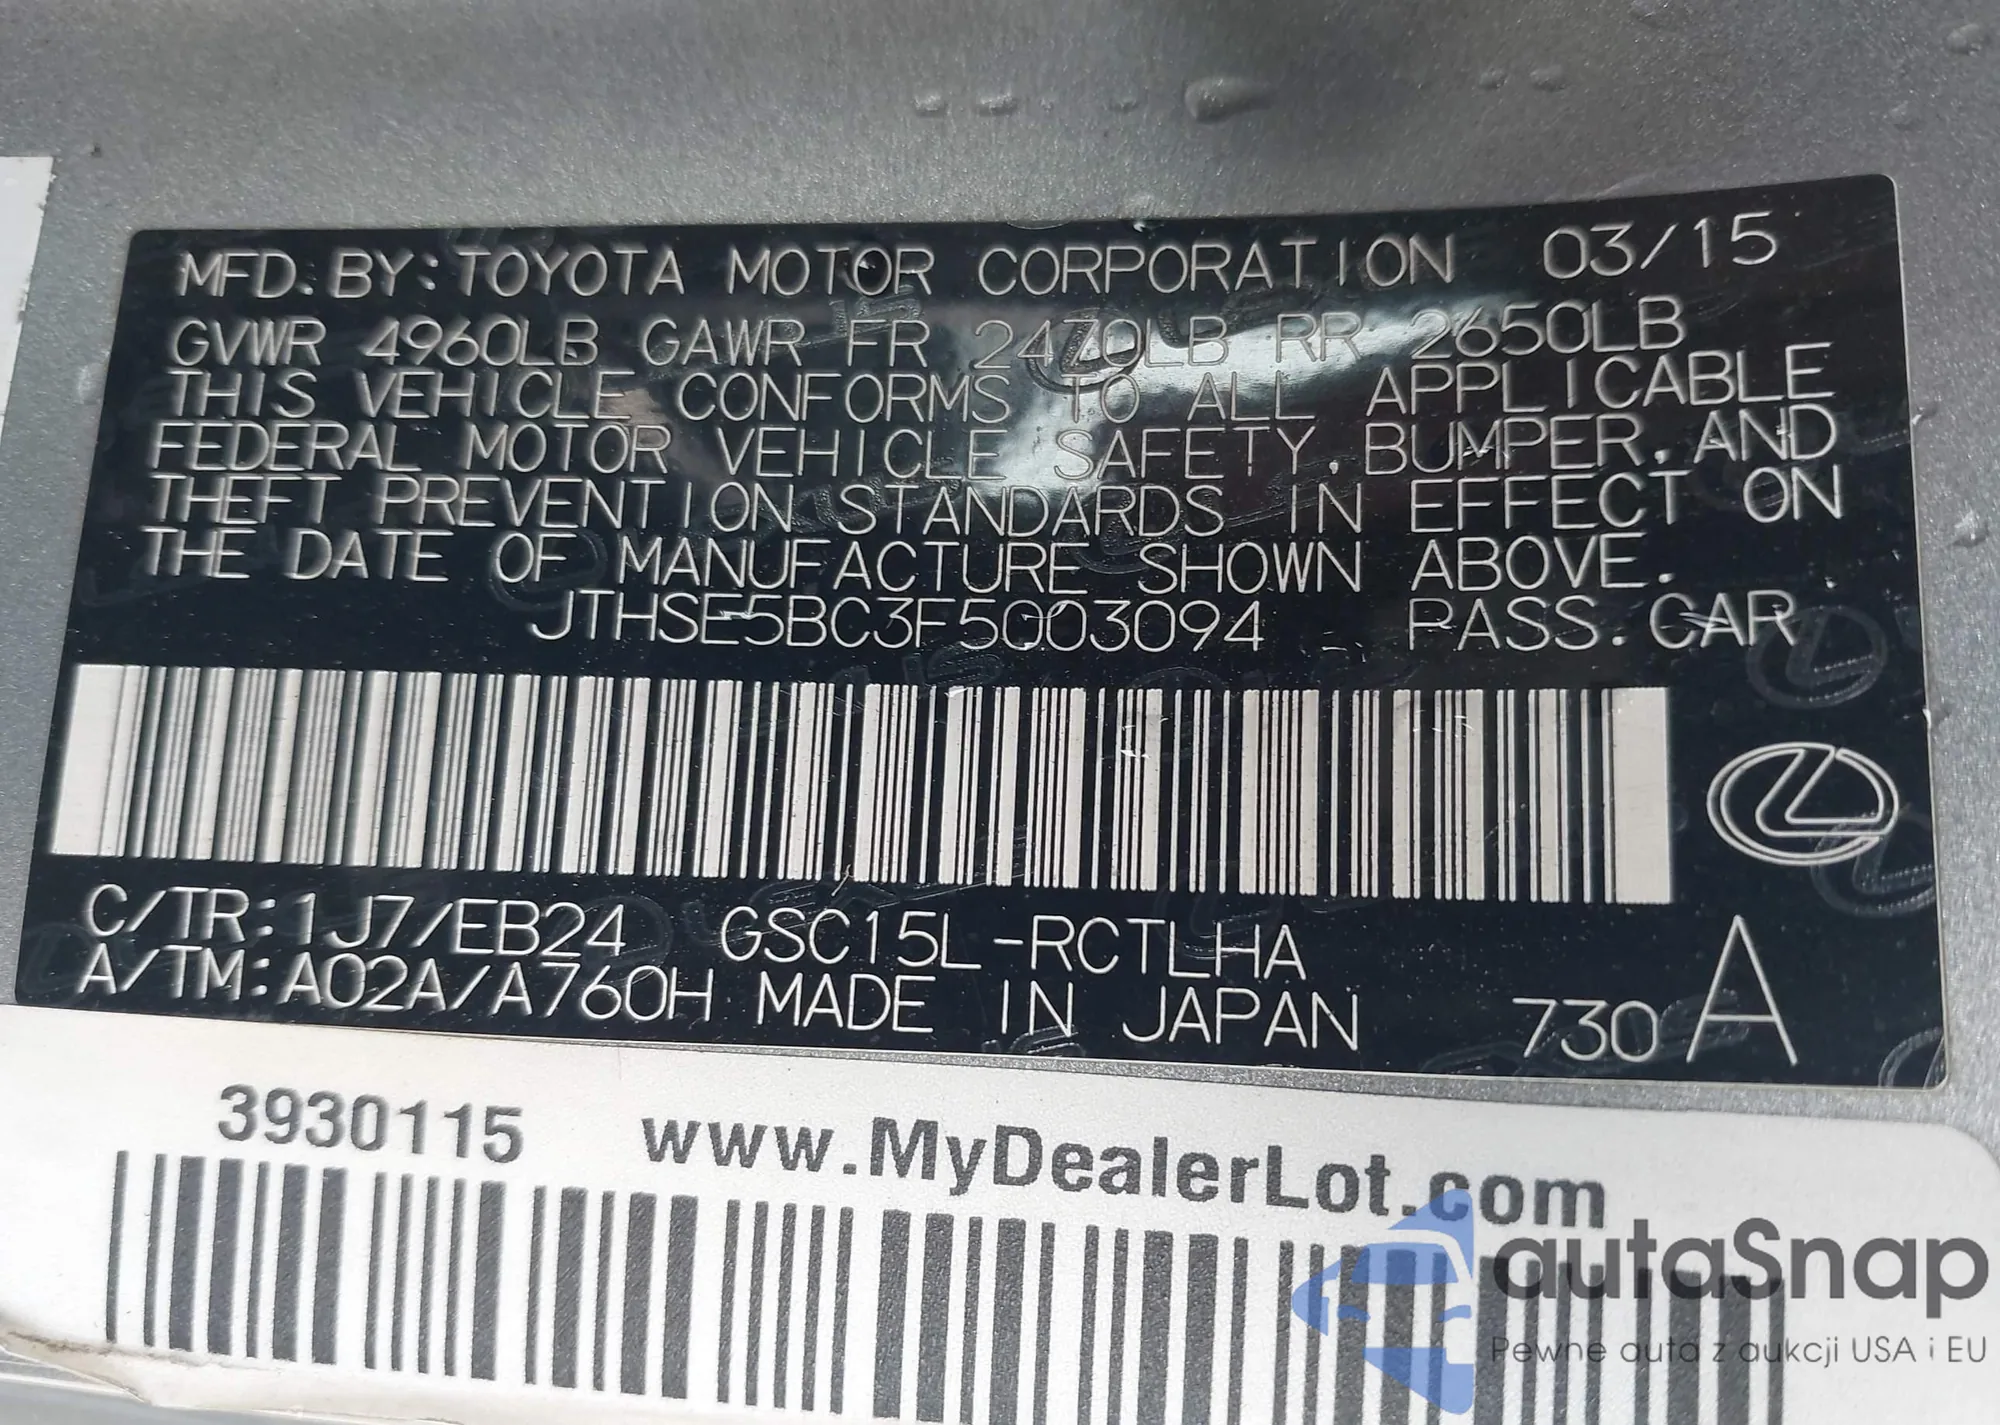 MFD. BY: TOYOTA MOTOR CORPORATION 03/15
GVWR 4960LB GAWR FR 2470LB RR 2650LB
THIS VEHICLE CONFORMS TO ALL APPLICABLE
FEDERAL MOTOR VEHICLE SAFETY, BUMPER, AND
THEFT PREVENTION STANDARDS IN EFFECT ON
THE DATE OF MANUFACTURE SHOWN ABOVE.
JTHSE5BC3F5003094 PASS. CAR
C/TR: 1J7/EB24 GSC15L-RCTLHA
A/TM: A02A/A760H MADE IN JAPAN 730 A
3930115 www.MyDealerLot.com
autaSnap
Pewne auta z aukcji USA i EU